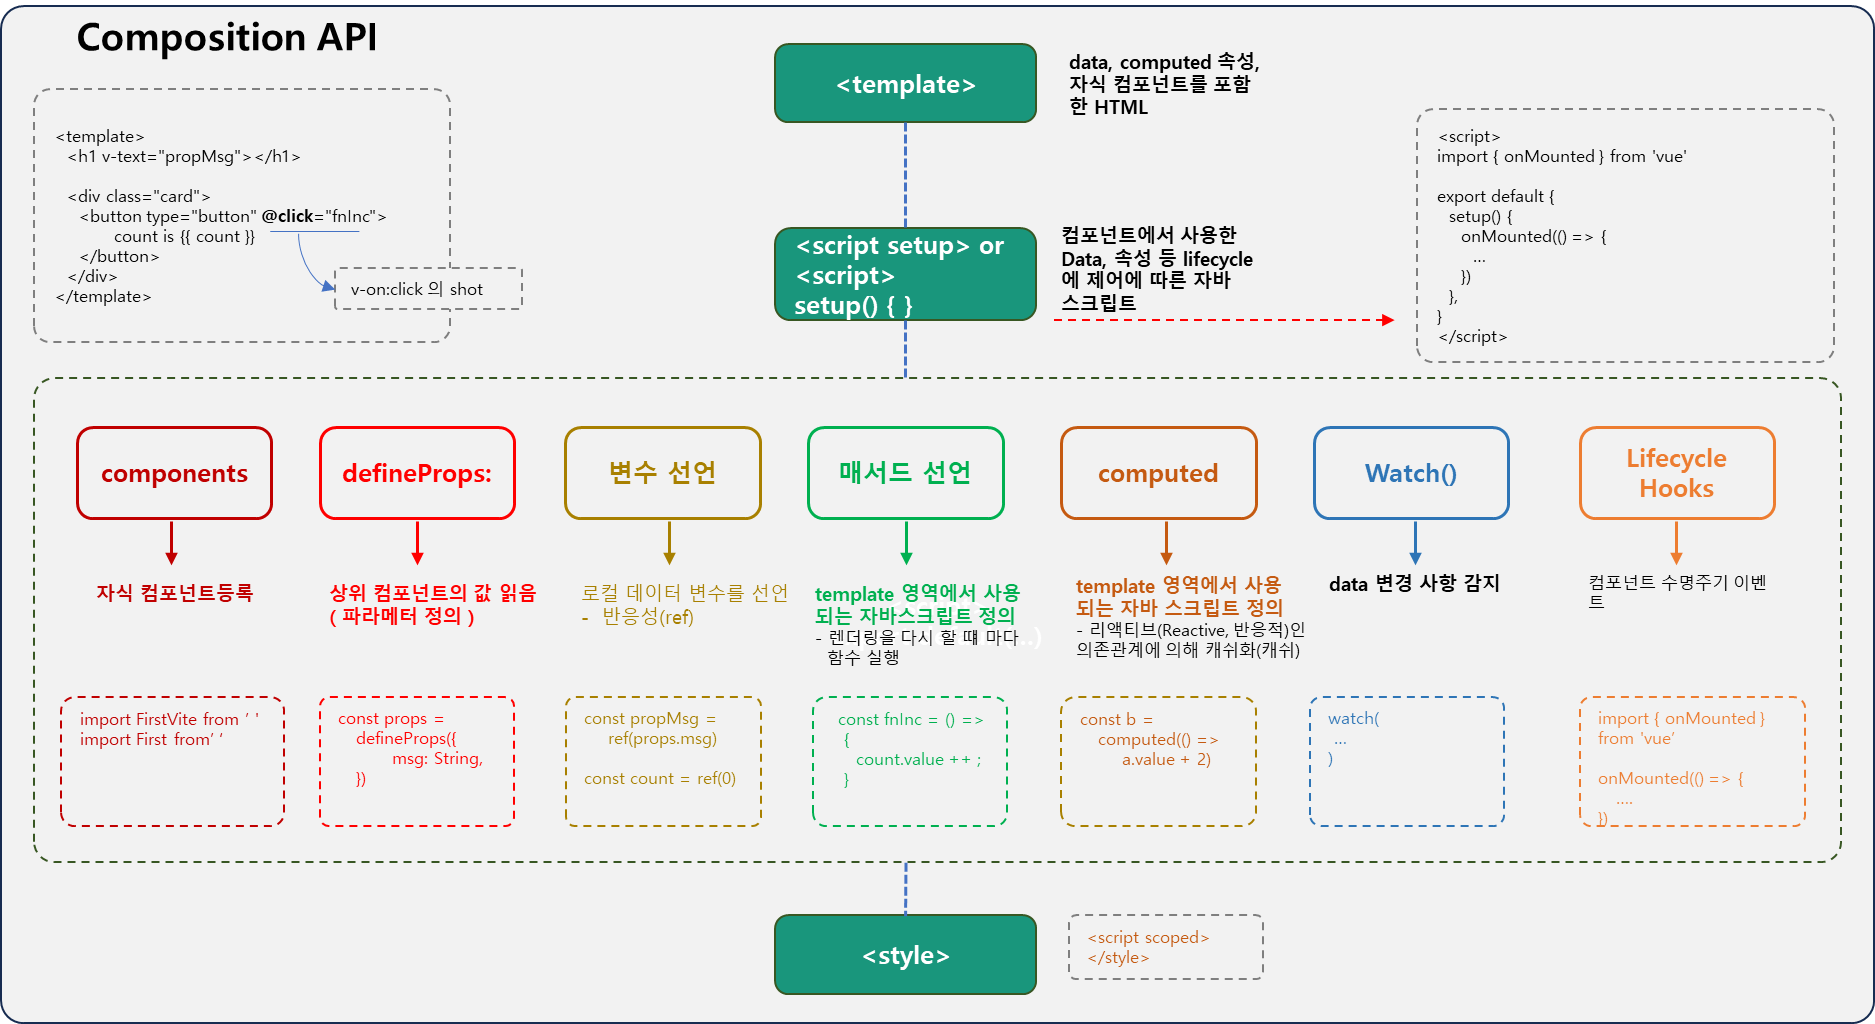 Composition API
<template>
data, computed 속성,
자식 컴포넌트를 포함
한 HTML
<template>
<h1 v-text="propMsg"></h1>
<div class="card">
<button type="button" @click="fnInc">
count is {{ count }}
</button>
</div>
</template>
v-on:click 의 shot
<script setup> or
<script>
setup() { }
컴포넌트에서 사용한
Data, 속성 등 lifecycle
에 제어에 따른 자바
스크립트
<script>
import { onMounted } from 'vue'
export default {
setup() {
onMounted(() => {
...
})
},
}
</script>
components
defineProps:
변수 선언
매서드 선언
computed
Watch()
Lifecycle
Hooks
자식 컴포넌트등록
상위 컴포넌트의 값 읽음
( 파라메터 정의 )
로컬 데이터 변수를 선언
- 반응성(ref)
template 영역에서 사용
되는 자바스크립트 정의
- 렌더링을 다시 할 떄 마다
함수 실행
..)
template 영역에서 사용
되는 자바 스크립트 정의
- 리액티브(Reactive, 반응적)인
의존관계에 의해 캐쉬화(캐쉬)
data 변경 사항 감지
컴포넌트 수명주기 이벤
트
import FirstVite from ’ '
import First from’ ‘
const props =
defineProps({
msg: String,
})
const propMsg =
ref(props.msg)
const count = ref(0)
const fnInc = () =>
{
count.value ++ ;
}
const b =
computed(() =>
a.value + 2)
watch(
...
)
import { onMounted }
from 'vue’
onMounted(() => {
....
})
<style>
<script scoped>
</style>